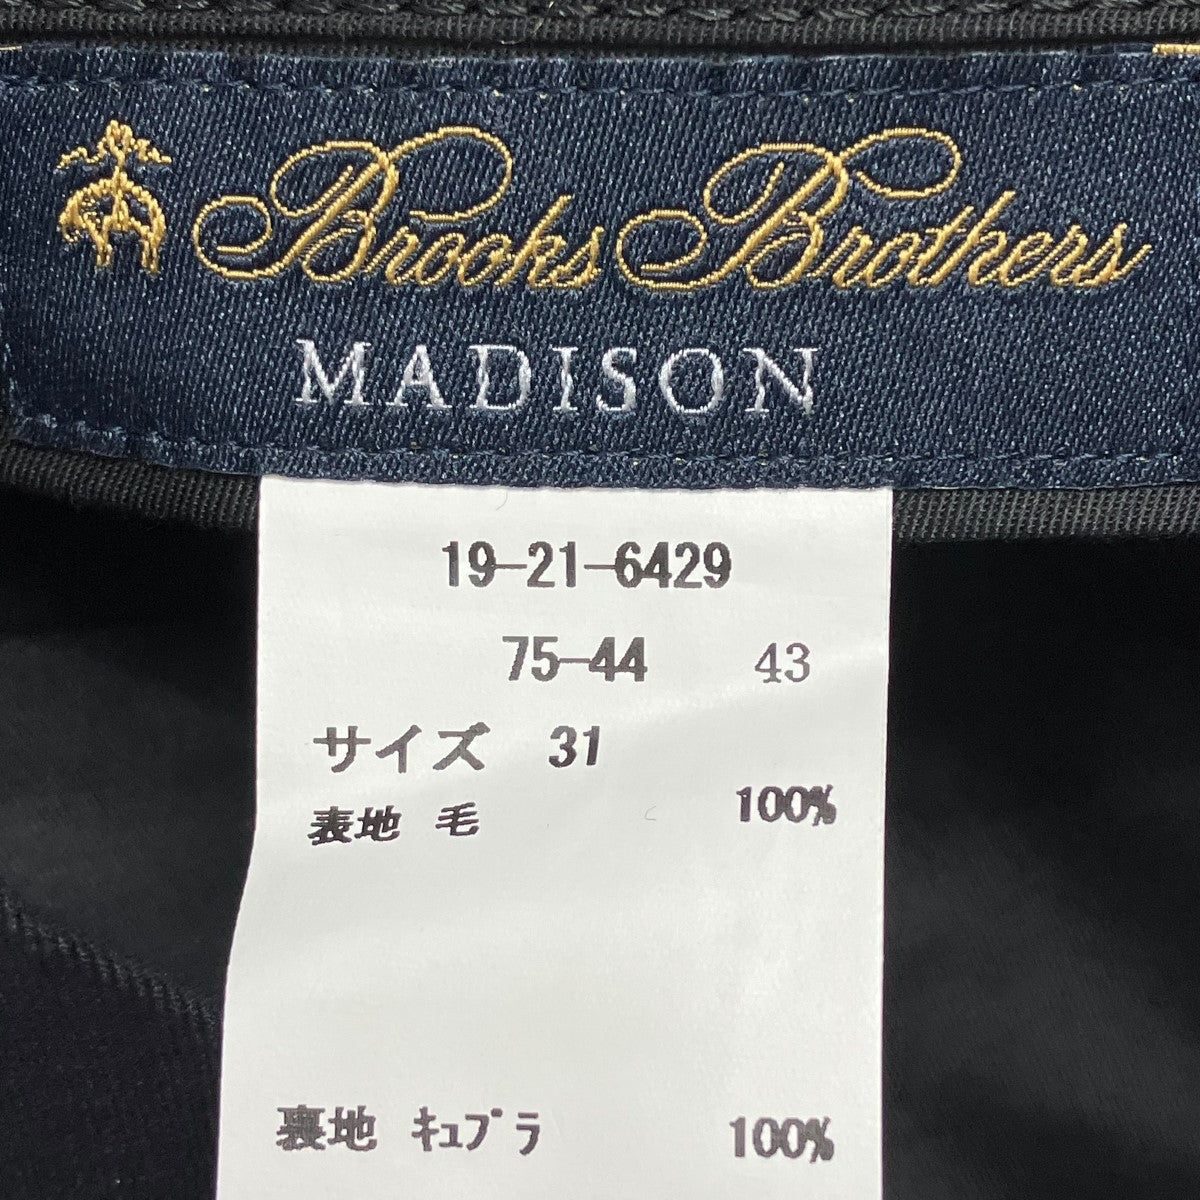 Brooks Brothers
MADISON
19-21-6429
75-44 43
サイズ 31
表地 毛 100%
裏地 キュプラ 100%